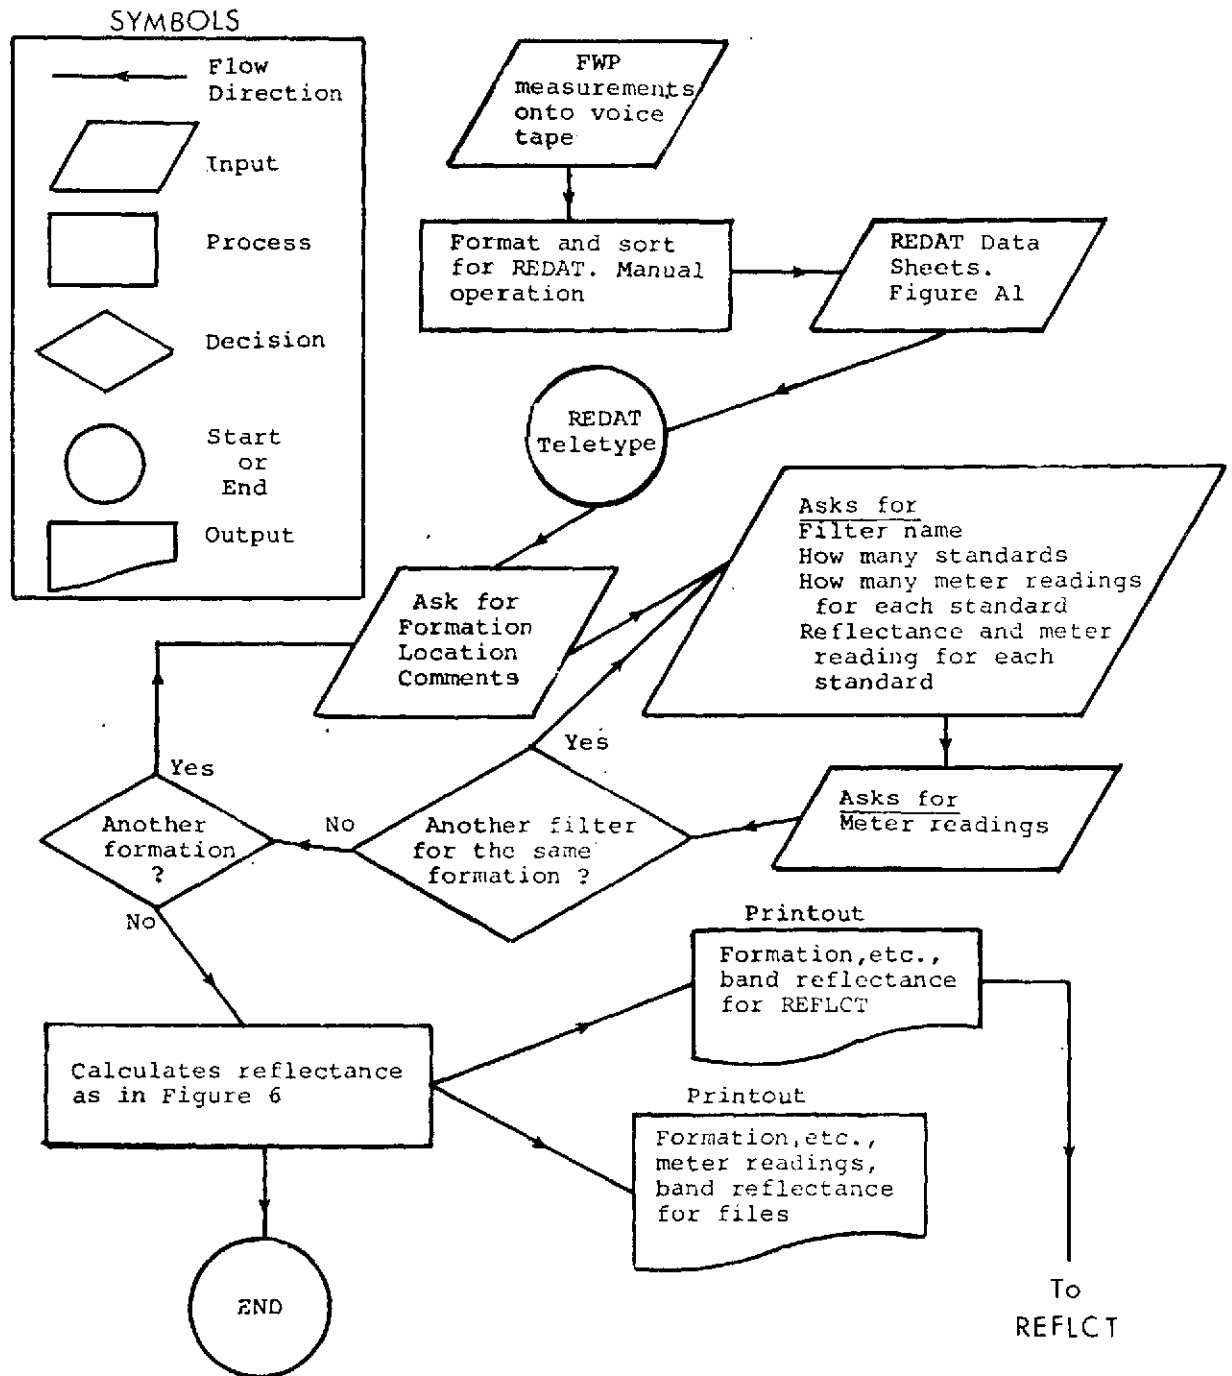 SYMBOLS
Flow
Direction
Input
Process
Decision
Start
or
End
Output
FWP
measurements
onto voice
tape
Format and sort
for REDAT. Manual
operation
REDAT Data
Sheets.
Figure A1
REDAT
Teletype
Ask for
Formation
Location
Comments
Asks for
Filter name
How many standards
How many meter readings
for each standard
Reflectance and meter
reading for each
standard
Asks for
Meter readings
Yes
Another filter
for the same
formation ?
No
Yes
Another
formation
?
No
Calculates reflectance
as in Figure 6
Printout
Formation,etc.,
band reflectance
for REFLCT
Printout
Formation,etc.,
meter readings,
band reflectance
for files
END
To
REFLCT